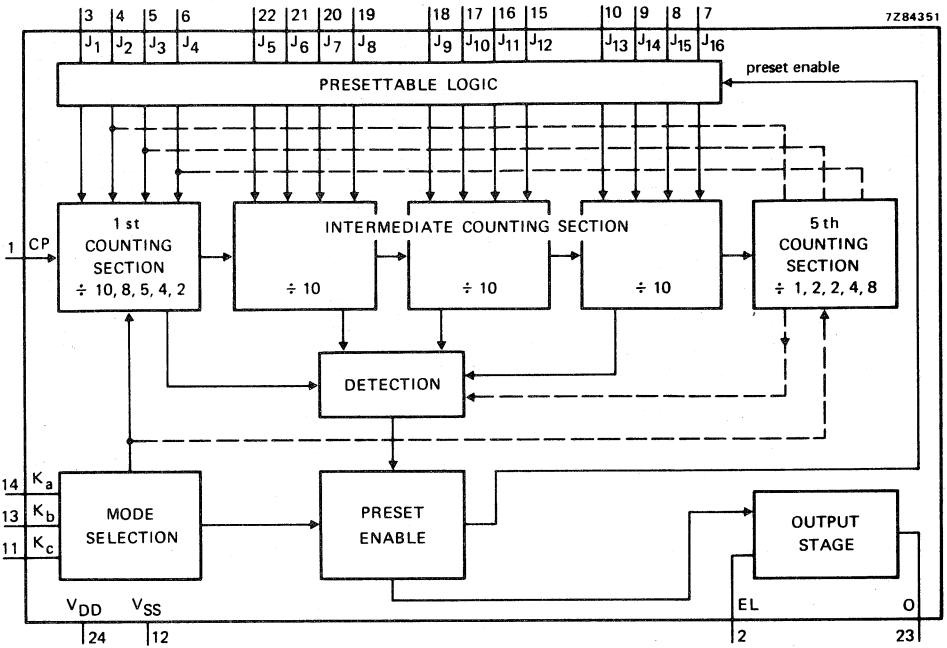 3 4 5 6 22 21 20 19 18 17 16 15 10 9 8 7 7Z84351
J1 J2 J3 J4 J5 J6 J7 J8 J9 J10 J11 J12 J13 J14 J15 J16
preset enable
PRESETTABLE LOGIC
1 CP
1 st
COUNTING
SECTION
÷ 10, 8, 5, 4, 2
INTERMEDIATE COUNTING SECTION
÷ 10
÷ 10
÷ 10
5 th
COUNTING
SECTION
÷ 1, 2, 2, 4, 8
DETECTION
14 Ka
13 Kb
11 Kc
MODE
SELECTION
PRESET
ENABLE
OUTPUT
STAGE
VDD VSS EL O
24 12 2 23